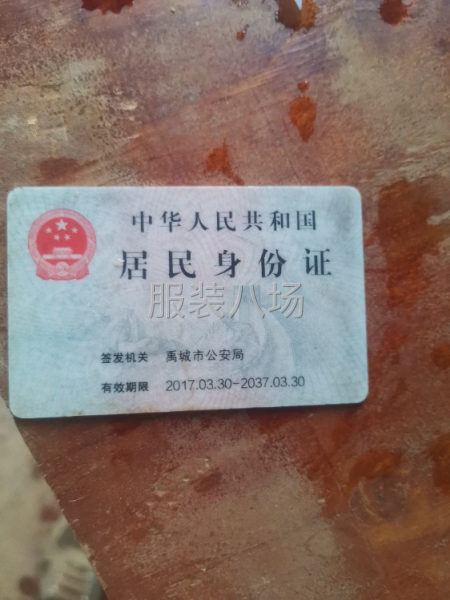 中华人民共和国
居民身份证
服装八场
签发机关 禹城市公安局
有效期限 2017.03.30-2037.03.30